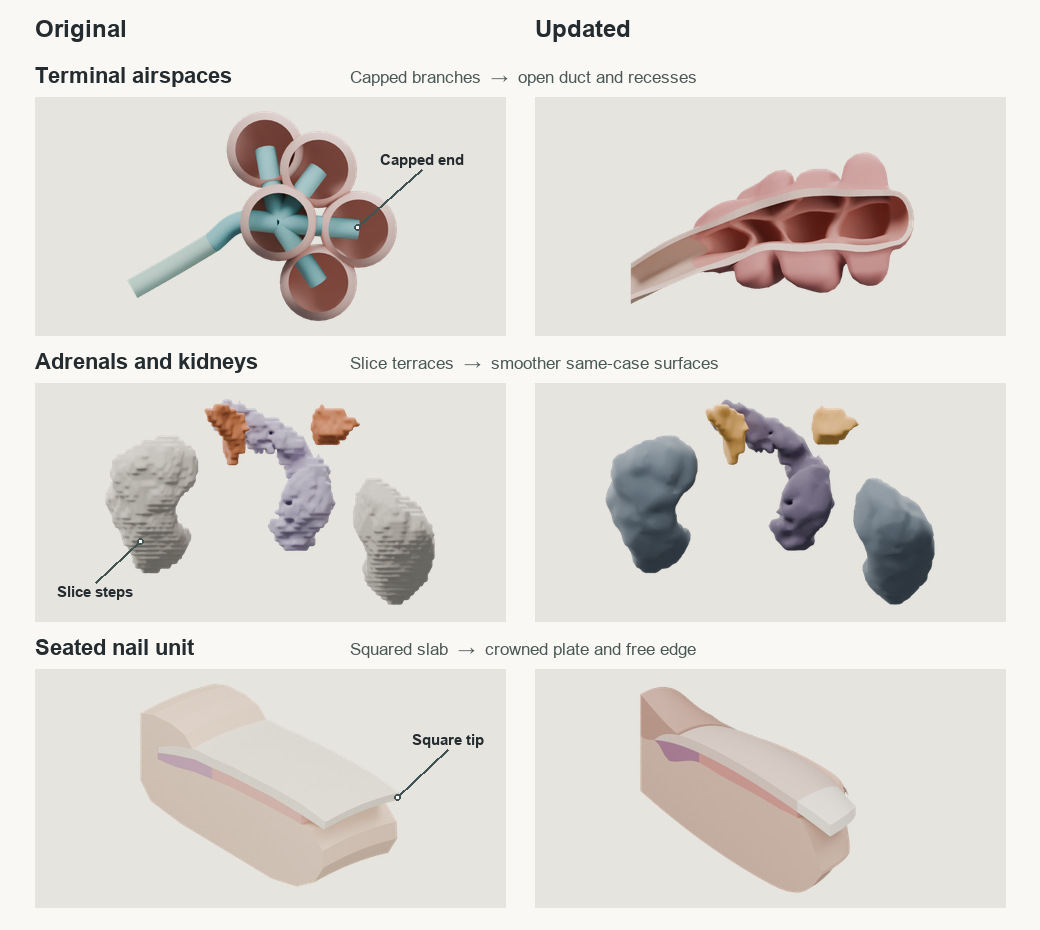 Original
Updated
Terminal airspaces
Capped branches → open duct and recesses
Capped end
Adrenals and kidneys
Slice terraces → smoother same-case surfaces
Slice steps
Seated nail unit
Squared slab → crowned plate and free edge
Square tip